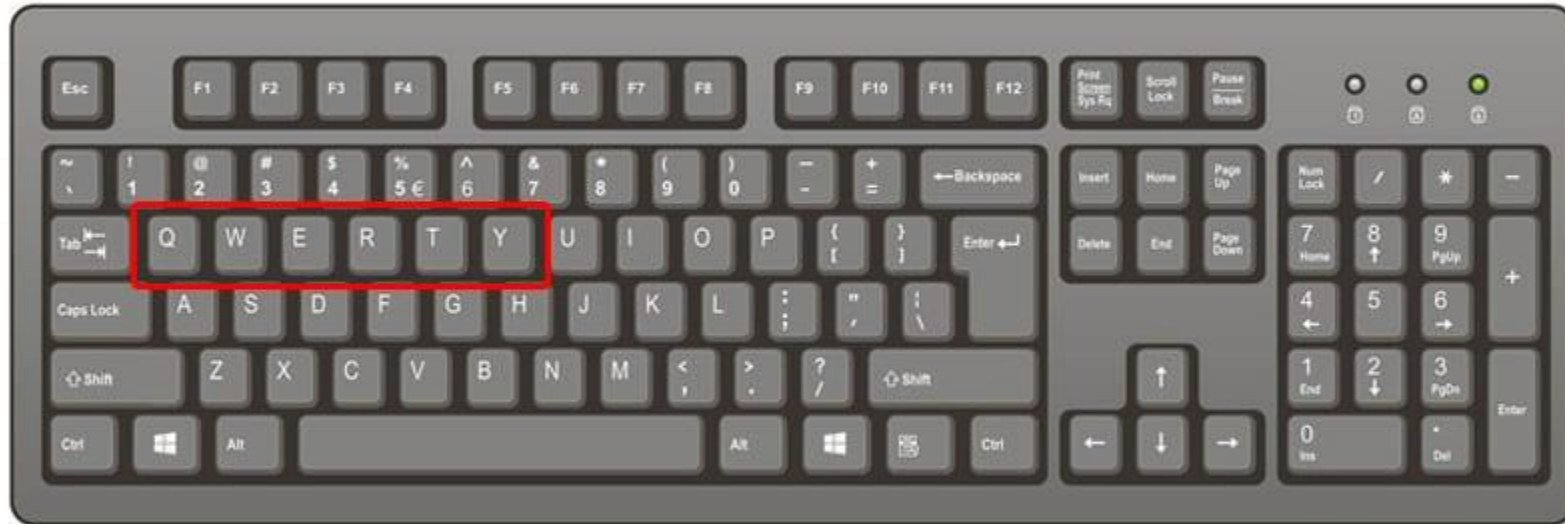 Esc F1 F2 F3 F4 F5 F6 F7 F8 F9 F10 F11 F12 Print Screen Sys Rq Scroll Lock Pause Break
~ ` ! 1 @ 2 # 3 $ 4 % 5 € ^ 6 & 7 * 8 ( 9 ) 0 — - + = ←Backspace Insert Home Page Up Num Lock / * −
Tab Q W E R T Y U I O P { [ } ] Enter Delete End Page Down 7 Home 8 ↑ 9 PgUp +
Caps Lock A S D F G H J K L : ; " , ¦ \ 4 ← 5 6 →
Shift Z X C V B N M < , > . ? / Shift ↑ 1 End 2 ↓ 3 PgDn Enter
Ctrl Alt Alt Ctrl ← ↓ → 0 Ins . Del